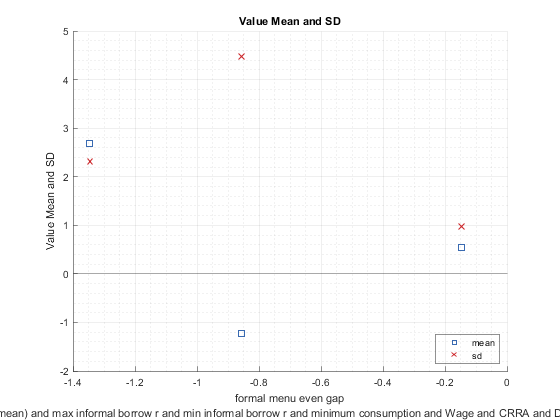 Value Mean and SD
5
4
3
2
1
0
-1
-2
Value Mean and SD
mean
sd
-1.4 -1.2 -1 -0.8 -0.6 -0.4 -0.2 0
formal menu even gap
mean) and max informal borrow r and min informal borrow r and minimum consumption and Wage and CRRA and